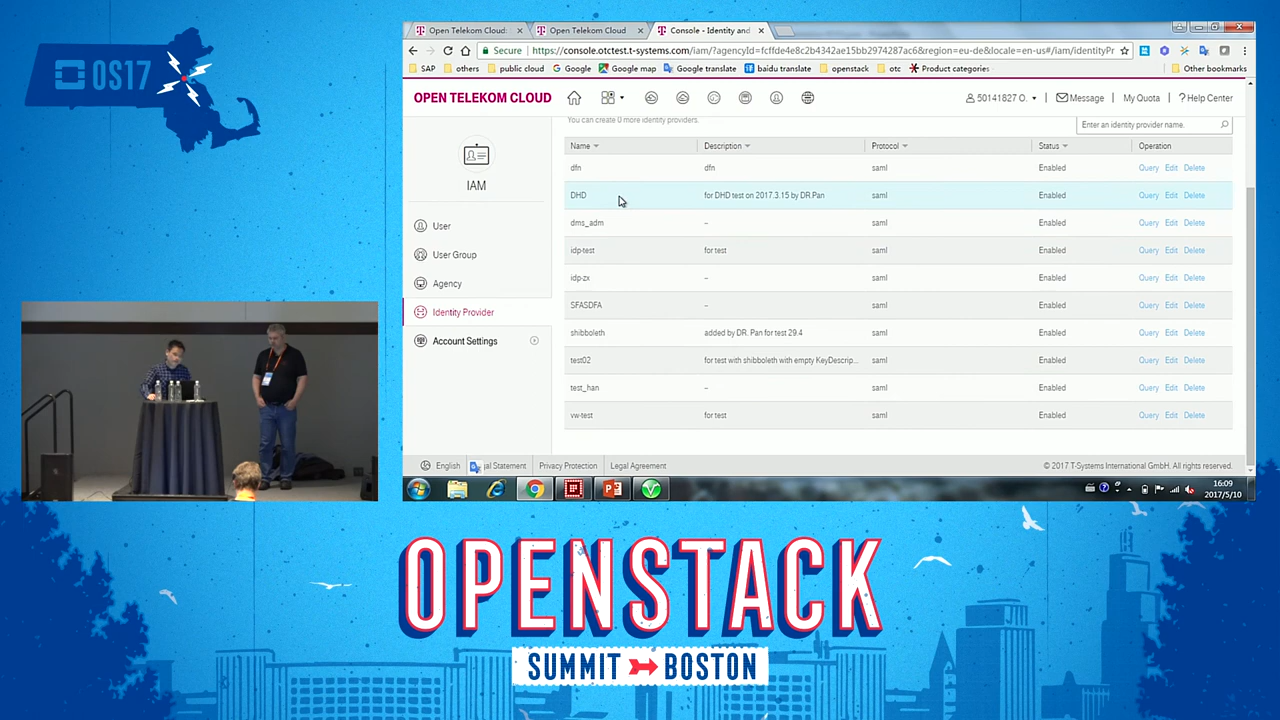 OS17
Open Telekom Cloud:
Open Telekom Cloud
Console - Identity and
Secure
https://console.otctest.t-systems.com/iam/?agencyId=fcffde4e8c2b4342ae15bb2974287ac6&region=eu-de&locale=en-us#/iam/identityPr
SAP others public cloud Google Google map Google translate baidu translate openstack otc Product categories Other bookmarks
OPEN TELEKOM CLOUD
50141827 O. Message My Quota ? Help Center
You can create 0 more identity providers.
Enter an identity provider name.
IAM
User
User Group
Agency
Identity Provider
Account Settings
Name Description Protocol Status Operation
dfn dfn saml Enabled Query Edit Delete
DHD for DHD test on 2017.3.15 by DR.Pan saml Enabled Query Edit Delete
dms_adm – saml Enabled Query Edit Delete
idp-test for test saml Enabled Query Edit Delete
idp-zx – saml Enabled Query Edit Delete
SFASDFA – saml Enabled Query Edit Delete
shibboleth added by DR. Pan for test 29.4 saml Enabled Query Edit Delete
test02 for test with shibboleth with empty KeyDescrip... saml Enabled Query Edit Delete
test_han – saml Enabled Query Edit Delete
vw-test for test saml Enabled Query Edit Delete
English al Statement Privacy Protection Legal Agreement
© 2017 T-Systems International GmbH. All rights reserved.
16:09
2017/5/10
OPENSTACK
SUMMIT BOSTON